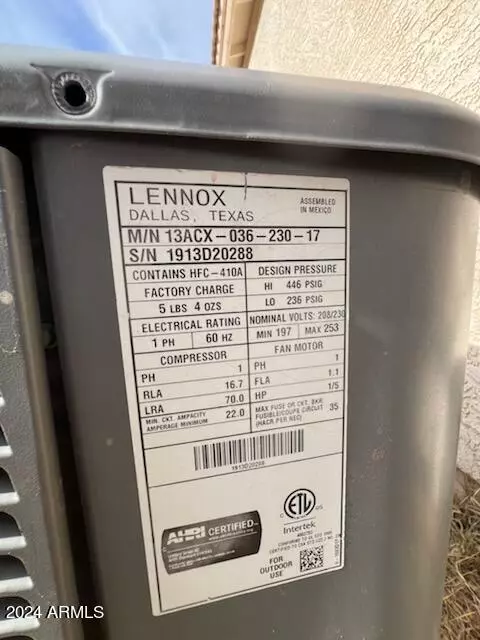 LENNOX
DALLAS, TEXAS
ASSEMBLED
IN MEXICO
M/N 13ACX-036-230-17
S/N 1913D20288
CONTAINS HFC-410A
FACTORY CHARGE
5 LBS 4 OZS
DESIGN PRESSURE
HI 446 PSIG
LO 236 PSIG
ELECTRICAL RATING
1 PH 60 HZ
NOMINAL VOLTS: 208/230
MIN 197 MAX 253
COMPRESSOR
PH 1
RLA 16.7
LRA 70.0
MIN. CKT. AMPACITY
AMPERAGE MINIMUM 22.0
FAN MOTOR
PH 1
FLA 1.1
HP 1/5
MAX FUSE OR CKT. BKR.
FUSIBLE/COUPE CIRCUIT 35
(HACR PER NEC)
1913D20288
AHRI CERTIFIED
ETL
US
Intertek
FOR
OUTDOOR
USE
2024 ARMLS